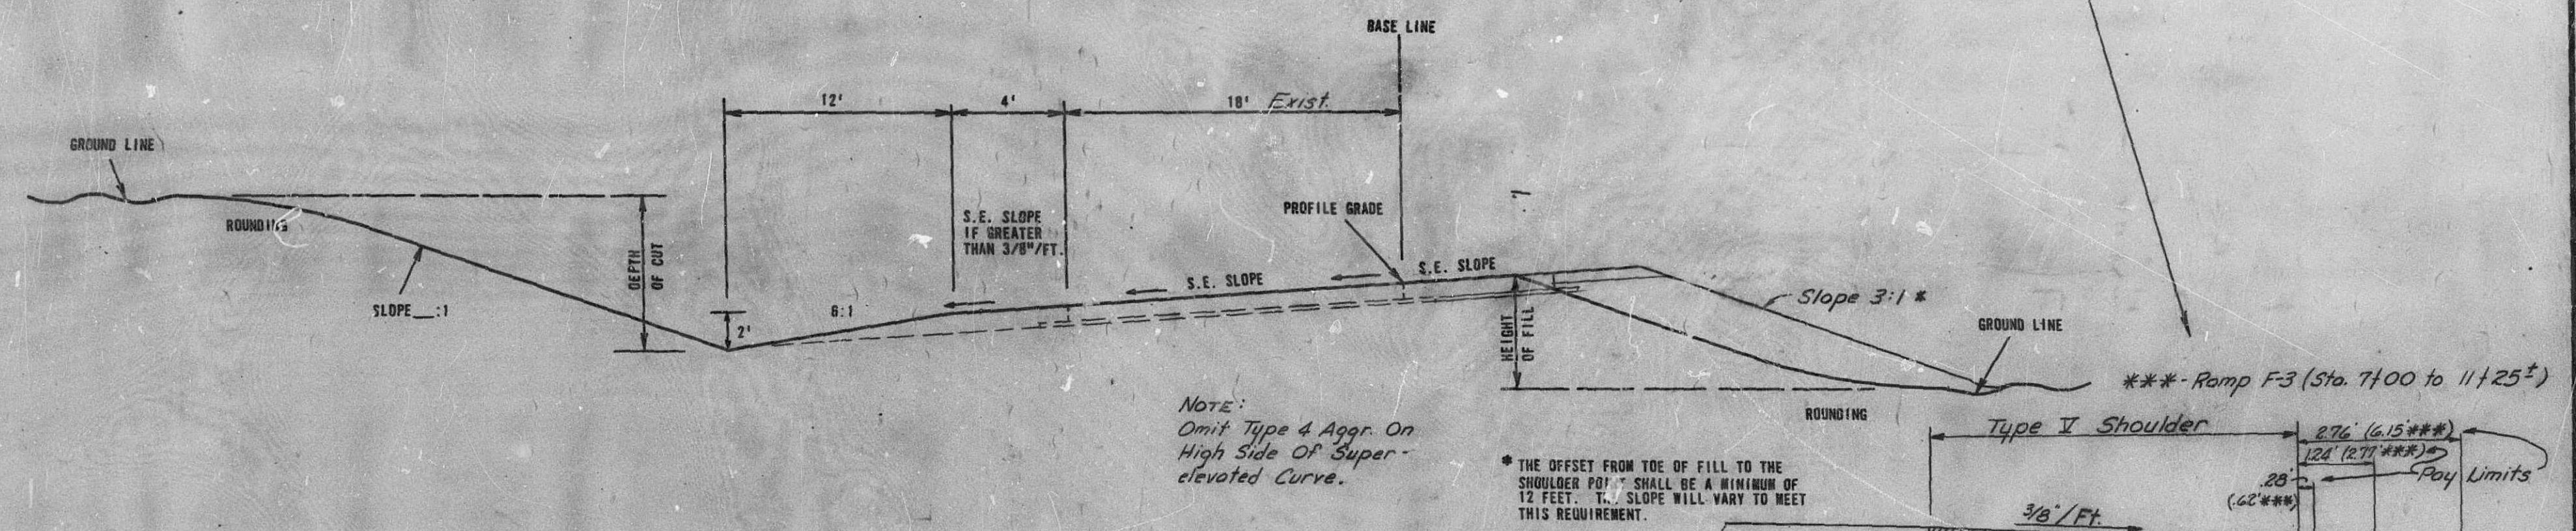 BASE LINE
12'
4'
18' Exist.
GROUND LINE
ROUNDING
SLOPE__:1
DEPTH
OF CUT
2'
6:1
S.E. SLOPE
IF GREATER
THAN 3/8"/FT.
S.E. SLOPE
PROFILE GRADE
S.E. SLOPE
HEIGHT
OF FILL
Slope 3:1 *
GROUND LINE
ROUNDING
NOTE:
Omit Type 4 Aggr. On
High Side Of Super-
elevated Curve.
* THE OFFSET FROM TOE OF FILL TO THE
SHOULDER POINT SHALL BE A MINIMUM OF
12 FEET. THE SLOPE WILL VARY TO MEET
THIS REQUIREMENT.
***-Ramp F-3 (Sta. 7+00 to 11+25±)
Type V Shoulder
2.76' (6.15'***)
1.24' (2.77'***)
.28'
(.62'***)
Pay Limits
3/8"/Ft.